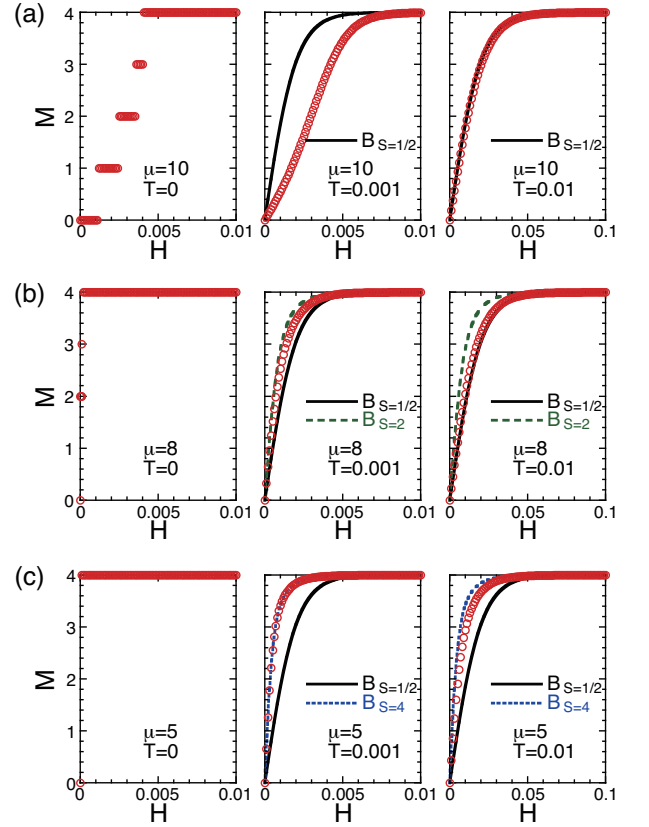 (a)
M
4
3
2
1
0
μ=10
T=0
0 0.005 0.01
H
B S=1/2
μ=10
T=0.001
0 0.005 0.01
H
B S=1/2
μ=10
T=0.01
0 0.05 0.1
H
(b)
M
4
3
2
1
0
μ=8
T=0
0 0.005 0.01
H
B S=1/2
B S=2
μ=8
T=0.001
0 0.005 0.01
H
B S=1/2
B S=2
μ=8
T=0.01
0 0.05 0.1
H
(c)
M
4
3
2
1
0
μ=5
T=0
0 0.005 0.01
H
B S=1/2
B S=4
μ=5
T=0.001
0 0.005 0.01
H
B S=1/2
B S=4
μ=5
T=0.01
0 0.05 0.1
H